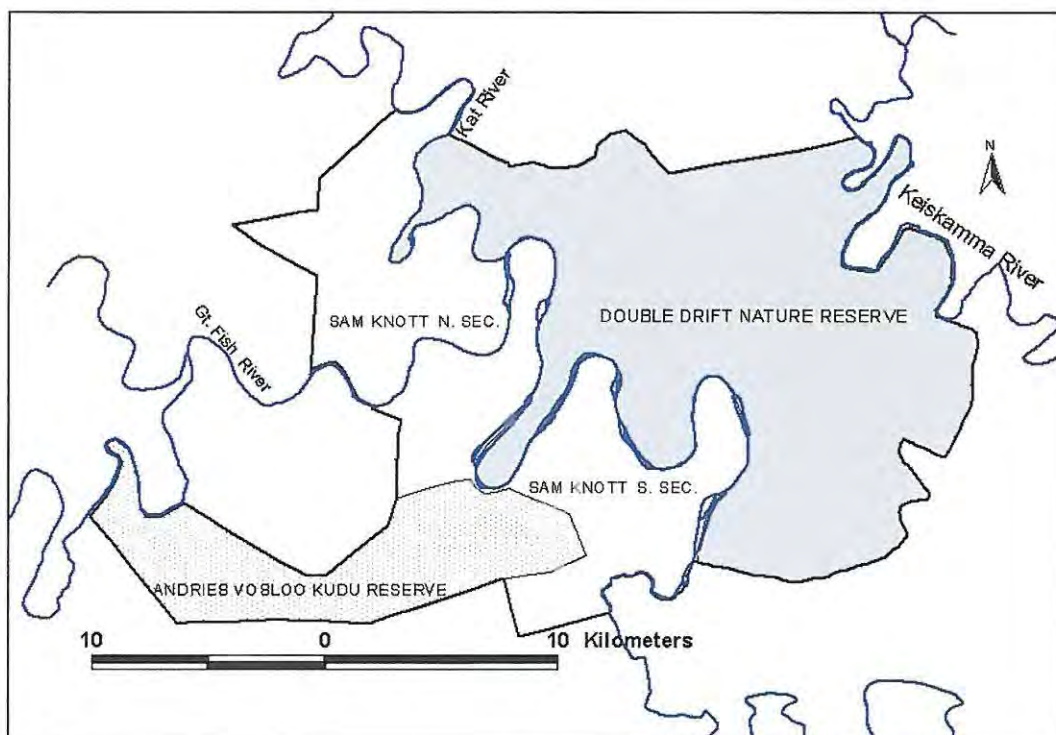 Kat River
N
Keiskamma River
SAM KNOTT N. SEC.
DOUBLE DRIFT NATURE RESERVE
Gt. Fish River
SAM KNOTT S. SEC.
ANDRIES VOSLOO KUDU RESERVE
10 0 10 Kilometers